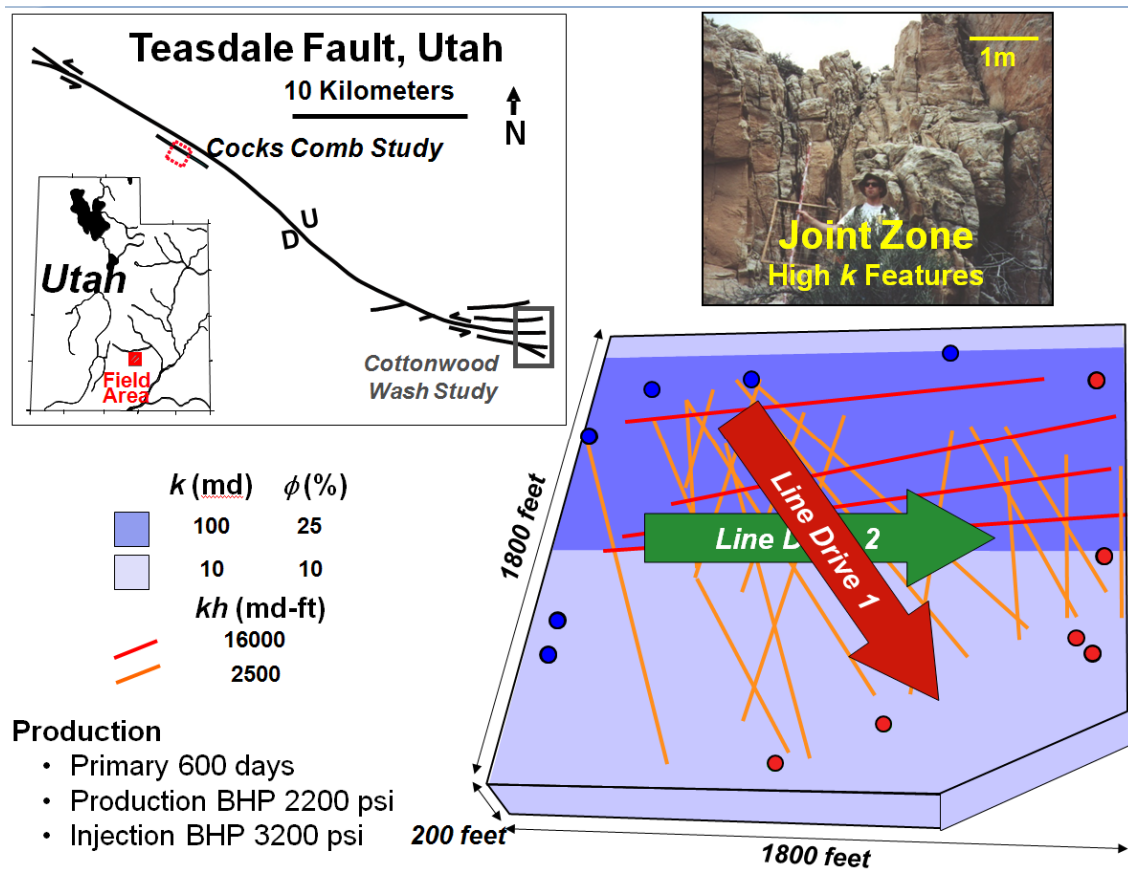 Teasdale Fault, Utah
10 Kilometers
N
Cocks Comb Study
U
D
Utah
Field
Area
Cottonwood
Wash Study
1m
Joint Zone
High k Features
k (md) ϕ (%)
100 25
10 10
kh (md-ft)
16000
2500
Production
• Primary 600 days
• Production BHP 2200 psi
• Injection BHP 3200 psi
1800 feet
Line D 2
Line Drive 1
200 feet
1800 feet